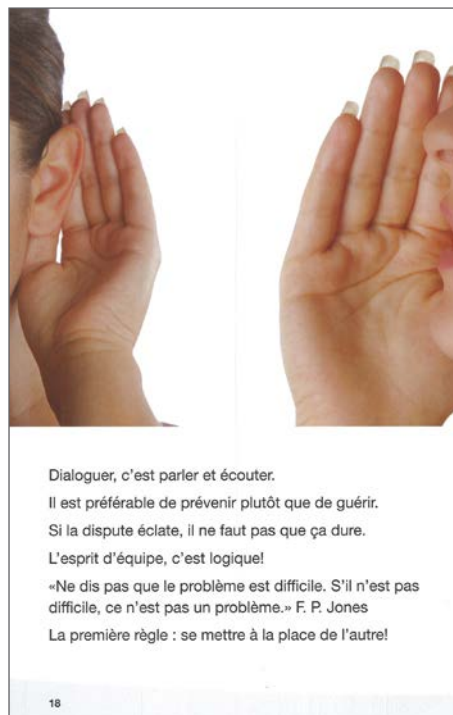 Dialoguer, c'est parler et écouter.
Il est préférable de prévenir plutôt que de guérir.
Si la dispute éclate, il ne faut pas que ça dure.
L'esprit d'équipe, c'est logique!
«Ne dis pas que le problème est difficile. S'il n'est pas
difficile, ce n'est pas un problème.» F. P. Jones
La première règle : se mettre à la place de l'autre!
18